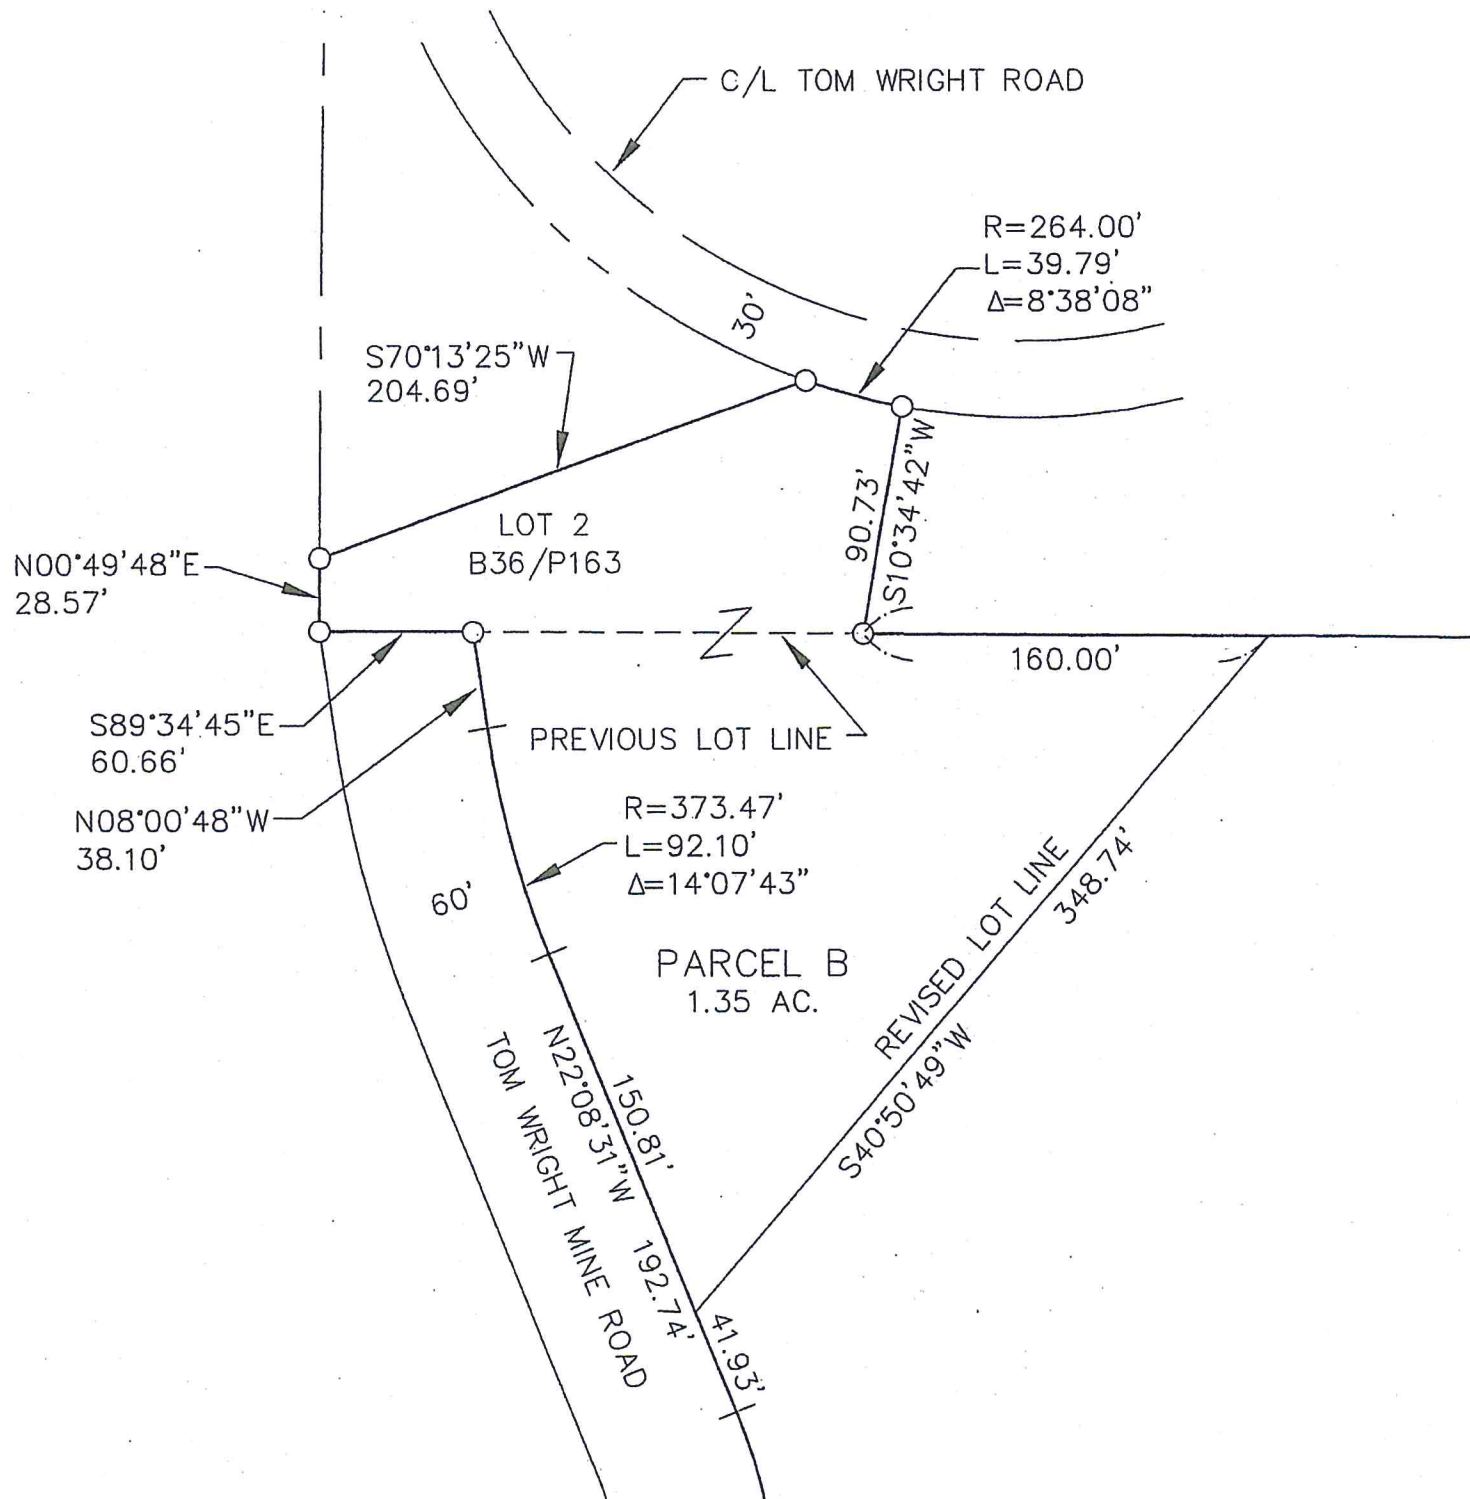 C/L TOM WRIGHT ROAD
R=264.00'
L=39.79'
Δ=8°38'08"
30'
S70°13'25"W
204.69'
LOT 2
B36/P163
90.73'
S10°34'42"W
N00°49'48"E
28.57'
160.00'
S89°34'45"E
60.66'
PREVIOUS LOT LINE
N08°00'48"W
38.10'
R=373.47'
L=92.10'
Δ=14°07'43"
60'
PARCEL B
1.35 AC.
REVISED LOT LINE
348.74'
S40°50'49"W
150.81'
N22°08'31"W 192.74'
TOM WRIGHT MINE ROAD
41.93'